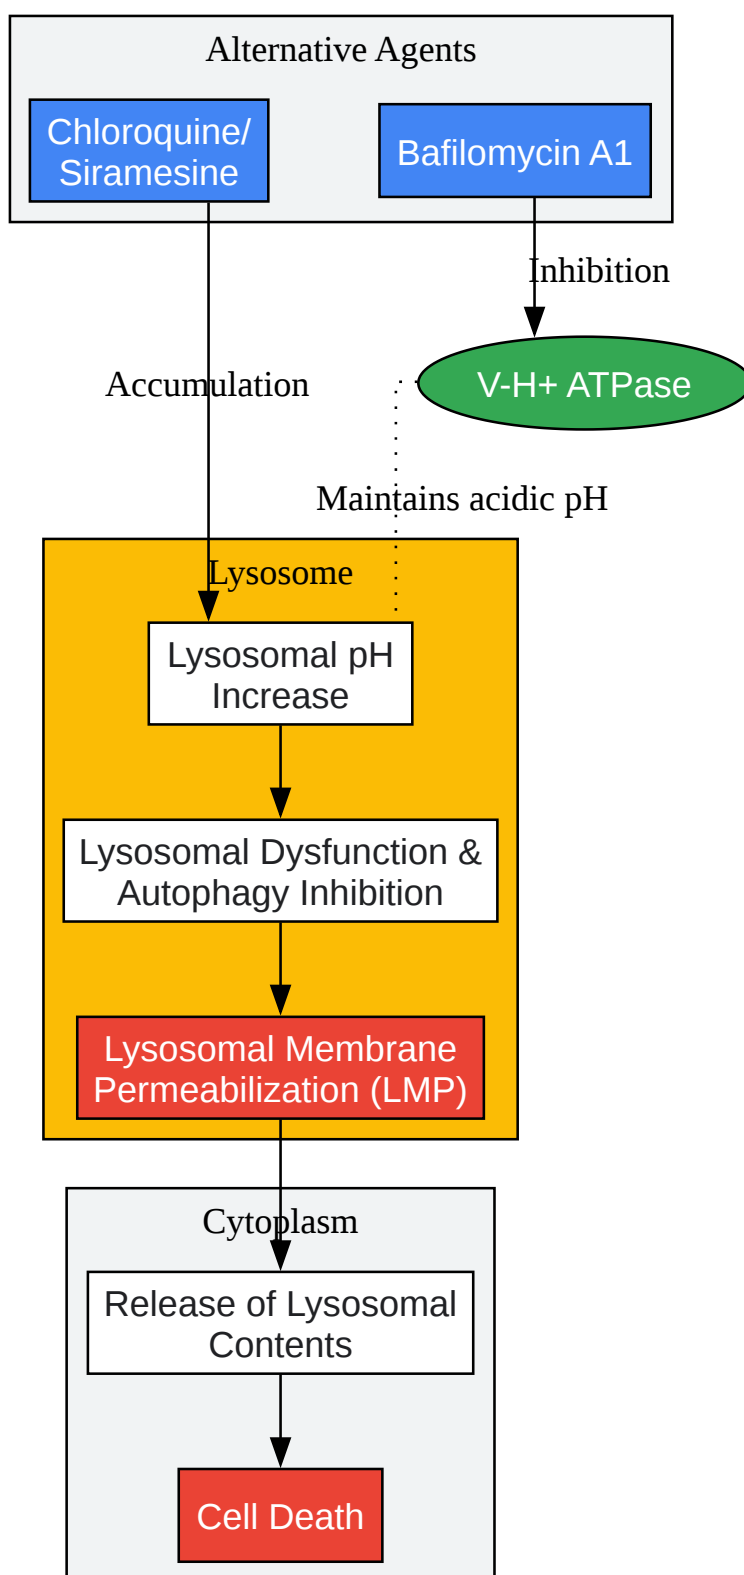 Alternative Agents
Chloroquine/
Siramesine
Bafilomycin A1
Inhibition
Accumulation
V-H+ ATPase
Maintains acidic pH
Lysosome
Lysosomal pH
Increase
Lysosomal Dysfunction &
Autophagy Inhibition
Lysosomal Membrane
Permeabilization (LMP)
Cytoplasm
Release of Lysosomal
Contents
Cell Death